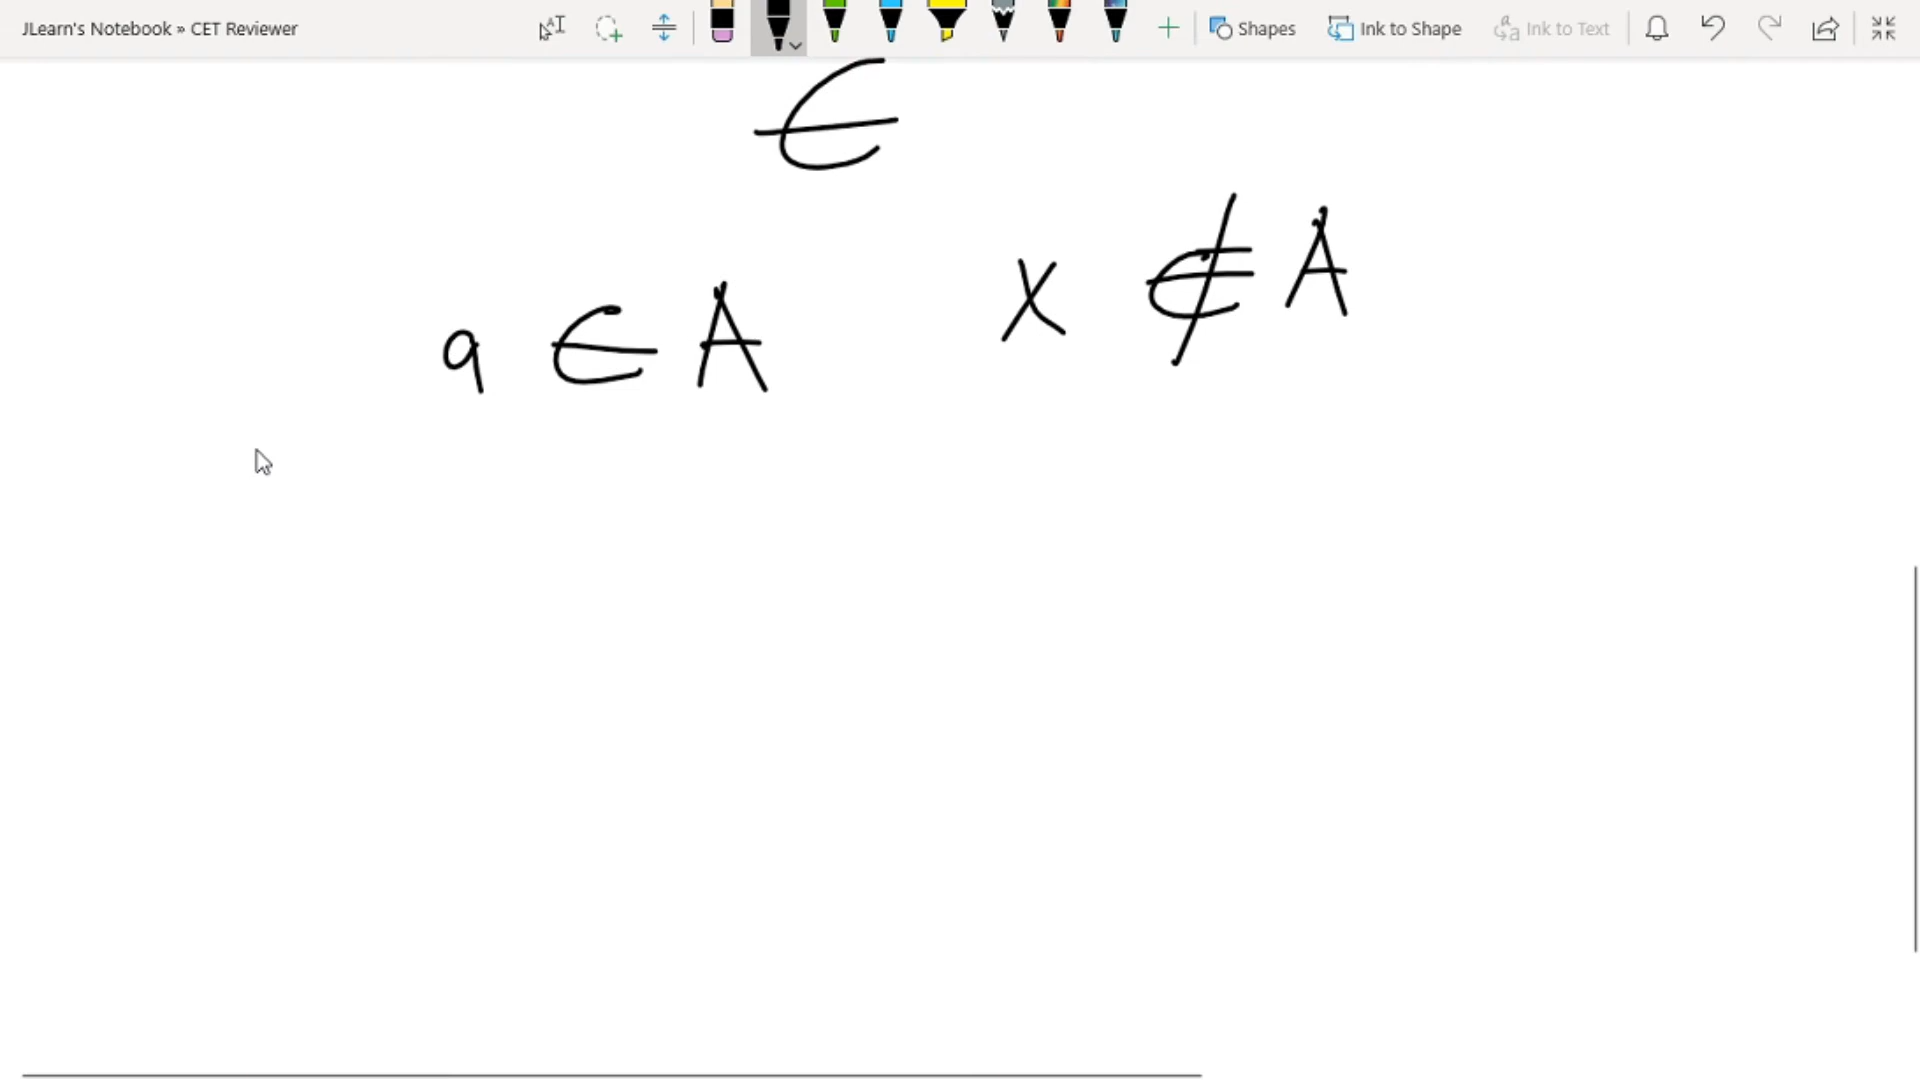 JLearn's Notebook » CET Reviewer
Shapes
Ink to Shape
Ink to Text
∈
a ∈ A
x ∉ A